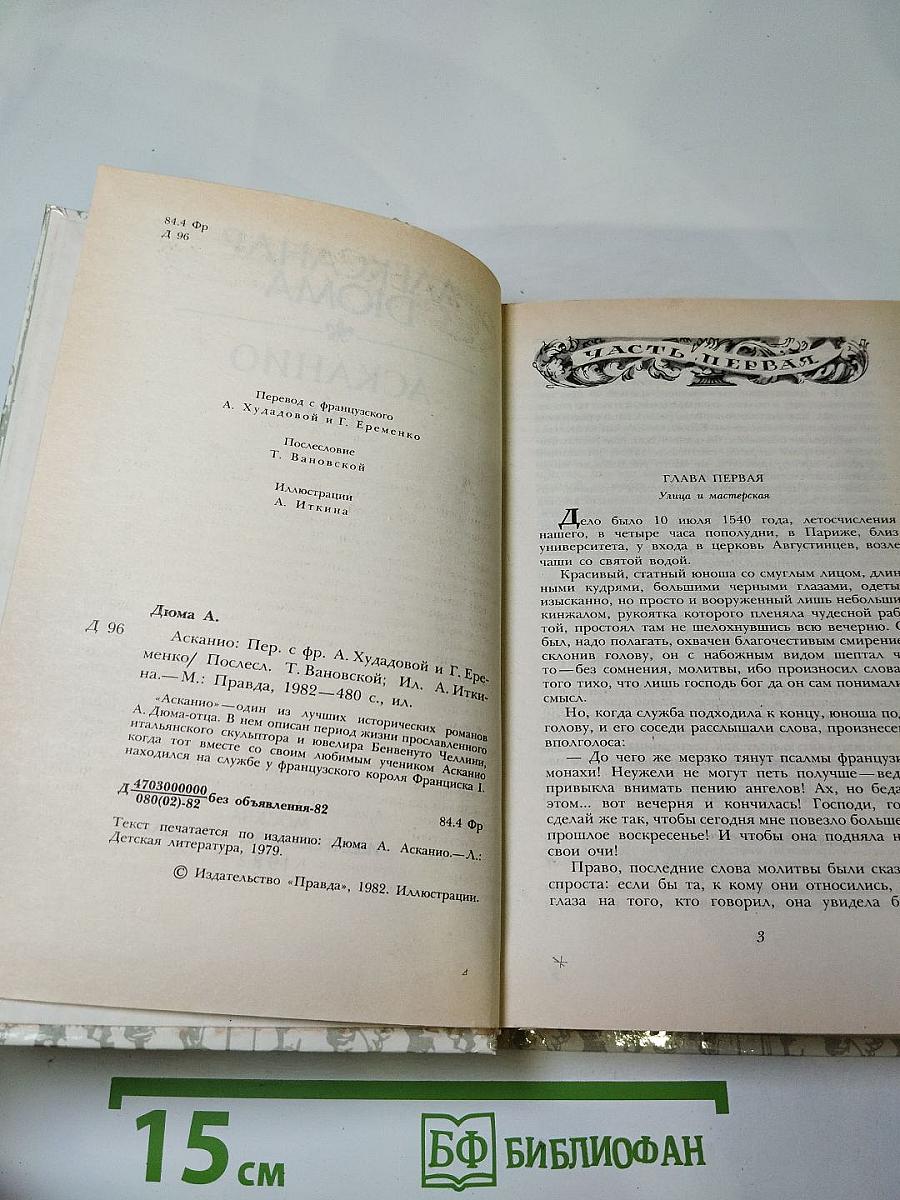 84.4 Фр
Д 96
Перевод с французского
А. Худадовой и Г. Еременко
Послесловие
Т. Вановской
Иллюстрации
А. Иткина
Дюма А.
Д 96
Асканио: Пер. с фр. А. Худадовой и Г. Ере-
менко/ Послесл. Т. Вановской; Ил. А. Итки-
на.— М.: Правда, 1982—480 с., ил.
«Асканио»—один из лучших исторических романов
А. Дюма-отца. В нем описан период жизни прославленного
итальянского скульптора и ювелира Бенвенуто Челлини,
когда тот вместе со своим любимым учеником Асканио
находился на службе у французского короля Франциска I.
Д 4703000000
080(02)-82 без объявления-82
84.4 Фр
Текст печатается по изданию: Дюма А. Асканио.—Л.:
Детская литература, 1979.
© Издательство «Правда», 1982. Иллюстрации.
ЧАСТЬ ПЕРВАЯ
ГЛАВА ПЕРВАЯ
Улица и мастерская
Дело было 10 июля 1540 года, летосчисления
нашего, в четыре часа пополудни, в Париже, близ
университета, у входа в церковь Августинцев, возле
чаши со святой водой.
Красивый, статный юноша со смуглым лицом, длин
ными кудрями, большими черными глазами, одеты
изысканно, но просто и вооруженный лишь небольши
кинжалом, рукоятка которого пленяла чудесной раб
той, простоял там не шелохнувшись всю вечерню. О
был, надо полагать, охвачен благочестивым смирение
склонив голову, он с набожным видом шептал ч
то—без сомнения, молитвы, ибо произносил слова
того тихо, что лишь господь бог да он сам понимали
смысл.
Но, когда служба подходила к концу, юноша под
голову, и его соседи расслышали слова, произнесен
вполголоса:
— До чего же мерзко тянут псалмы французи
монахи! Неужели не могут петь получше—вед
привыкла внимать пению ангелов! Ах, но беда
этом... вот вечерня и кончилась! Господи, го
сделай же так, чтобы сегодня мне повезло больше
прошлое воскресенье! И чтобы она подняла н
свои очи!
Право, последние слова молитвы были сказ
спроста: если бы та, к кому они относились,
глаза на того, кто говорил, она увидела б
3
15 см
БФ БИБЛИОФАН